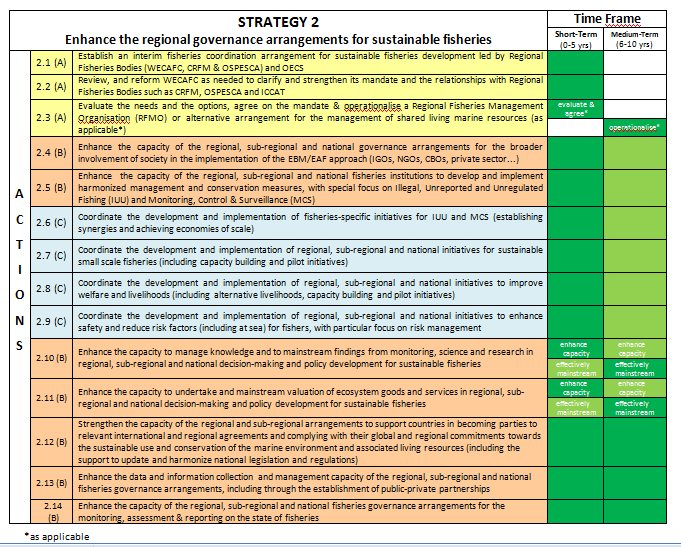 STRATEGY 2
Enhance the regional governance arrangements for sustainable fisheries
Time Frame
Short-Term
(0-5 yrs)
Medium-Term
(6-10 yrs)
ACTIONS
2.1 (A)
Establish an interim fisheries coordination arrangement for sustainable fisheries development led by Regional
Fisheries Bodies (WECAFC, CRFM & OSPESCA) and OECS
2.2 (A)
Review, and reform WECAFC as needed to clarify and strengthen its mandate and the relationships with Regional
Fisheries Bodies such as CRFM, OSPESCA and ICCAT
2.3 (A)
Evaluate the needs and the options, agree on the mandate & operationalise a Regional Fisheries Management
Organisation (RFMO) or alternative arrangement for the management of shared living marine resources (as
applicable*)
evaluate &
agree*
operationalise*
2.4 (B)
Enhance the capacity of the regional, sub-regional and national governance arrangements for the broader
involvement of society in the implementation of the EBM/EAF approach (IGOs, NGOs, CBOs, private sector...)
2.5 (B)
Enhance the capacity of the regional, sub-regional and national fisheries institutions to develop and implement
harmonized management and conservation measures, with special focus on Illegal, Unreported and Unregulated
Fishing (IUU) and Monitoring, Control & Surveillance (MCS)
2.6 (C)
Coordinate the development and implementation of fisheries-specific initiatives for IUU and MCS (establishing
synergies and achieving economies of scale)
2.7 (C)
Coordinate the development and implementation of regional, sub-regional and national initiatives for sustainable
small scale fisheries (including capacity building and pilot initiatives)
2.8 (C)
Coordinate the development and implementation of regional, sub-regional and national initiatives to improve
welfare and livelihoods (including alternative livelihoods, capacity building and pilot initiatives)
2.9 (C)
Coordinate the development and implementation of regional, sub-regional and national initiatives to enhance
safety and reduce risk factors (including at sea) for fishers, with particular focus on risk management
2.10 (B)
Enhance the capacity to manage knowledge and to mainstream findings from monitoring, science and research in
regional, sub-regional and national decision-making and policy development for sustainable fisheries
enhance
capacity
enhance
capacity
effectively
mainstream
effectively
mainstream
2.11 (B)
Enhance the capacity to undertake and mainstream valuation of ecosystem goods and services in regional, sub-
regional and national decision-making and policy development for sustainable fisheries
enhance
capacity
enhance
capacity
effectively
mainstream
effectively
mainstream
2.12 (B)
Strengthen the capacity of the regional and sub-regional arrangements to support countries in becoming parties to
relevant international and regional agreements and complying with their global and regional commitments towards
the sustainable use and conservation of the marine environment and associated living resources (including the
support to update and harmonize national legislation and regulations)
2.13 (B)
Enhance the data and information collection and management capacity of the regional, sub-regional and national
fisheries governance arrangements, including through the establishment of public-private partnerships
2.14
(B)
Enhance the capacity of the regional, sub-regional and national fisheries governance arrangements for the
monitoring, assessment & reporting on the state of fisheries
*as applicable